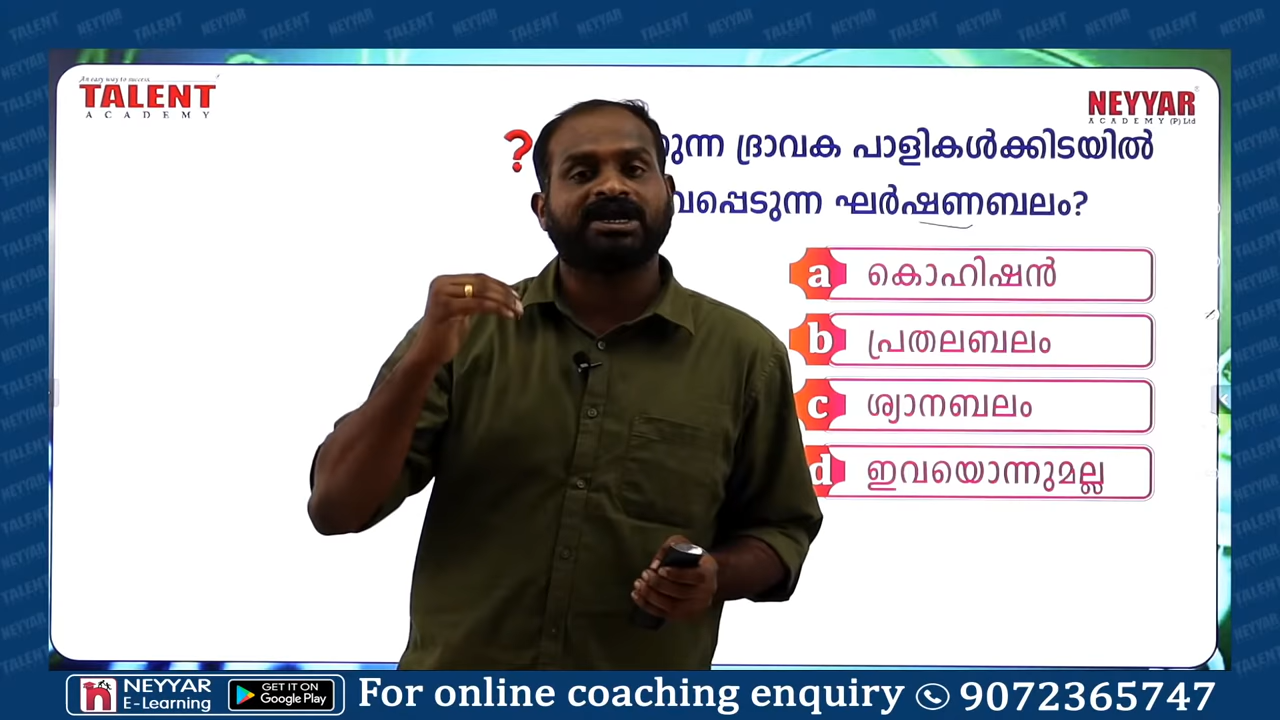 An easy way to success...
TALENT
ACADEMY
NEYYAR
ACADEMY (P) Ltd
? ദ്രാവക പാളികൾക്കിടയിൽ
ഘർഷണബലം?
a കൊഹിഷൻ
b പ്രതലബലം
c ശ്യാനബലം
d ഇവയൊന്നുമല്ല
NEYYAR
E-Learning
GET IT ON
Google Play
For online coaching enquiry 9072365747